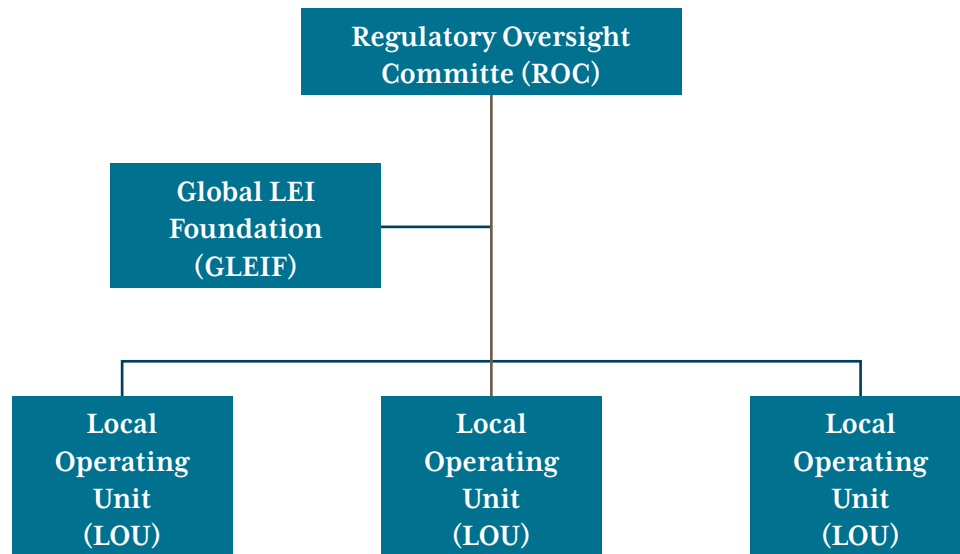 Regulatory Oversight
Committe (ROC)
Global LEI
Foundation
(GLEIF)
Local
Operating
Unit
(LOU)
Local
Operating
Unit
(LOU)
Local
Operating
Unit
(LOU)